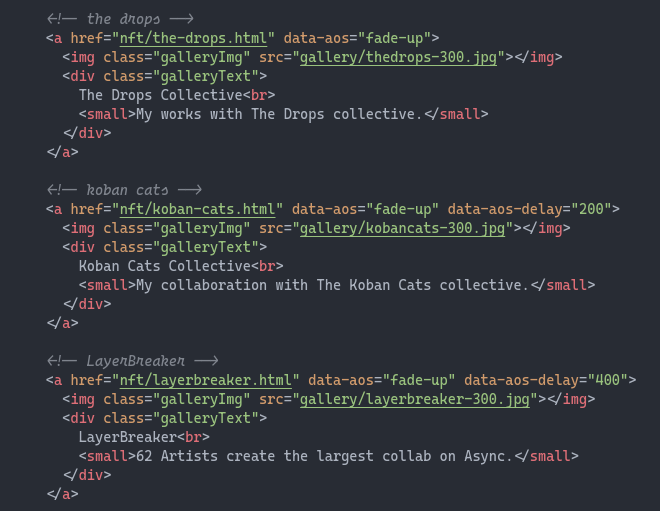 <!-- the drops -->
<a href="nft/the-drops.html" data-aos="fade-up">
<img class="galleryImg" src="gallery/thedrops-300.jpg"></img>
<div class="galleryText">
The Drops Collective<br>
<small>My works with The Drops collective.</small>
</div>
</a>
<!-- koban cats -->
<a href="nft/koban-cats.html" data-aos="fade-up" data-aos-delay="200">
<img class="galleryImg" src="gallery/kobancats-300.jpg"></img>
<div class="galleryText">
Koban Cats Collective<br>
<small>My collaboration with The Koban Cats collective.</small>
</div>
</a>
<!-- LayerBreaker -->
<a href="nft/layerbreaker.html" data-aos="fade-up" data-aos-delay="400">
<img class="galleryImg" src="gallery/layerbreaker-300.jpg"></img>
<div class="galleryText">
LayerBreaker<br>
<small>62 Artists create the largest collab on Async.</small>
</div>
</a>